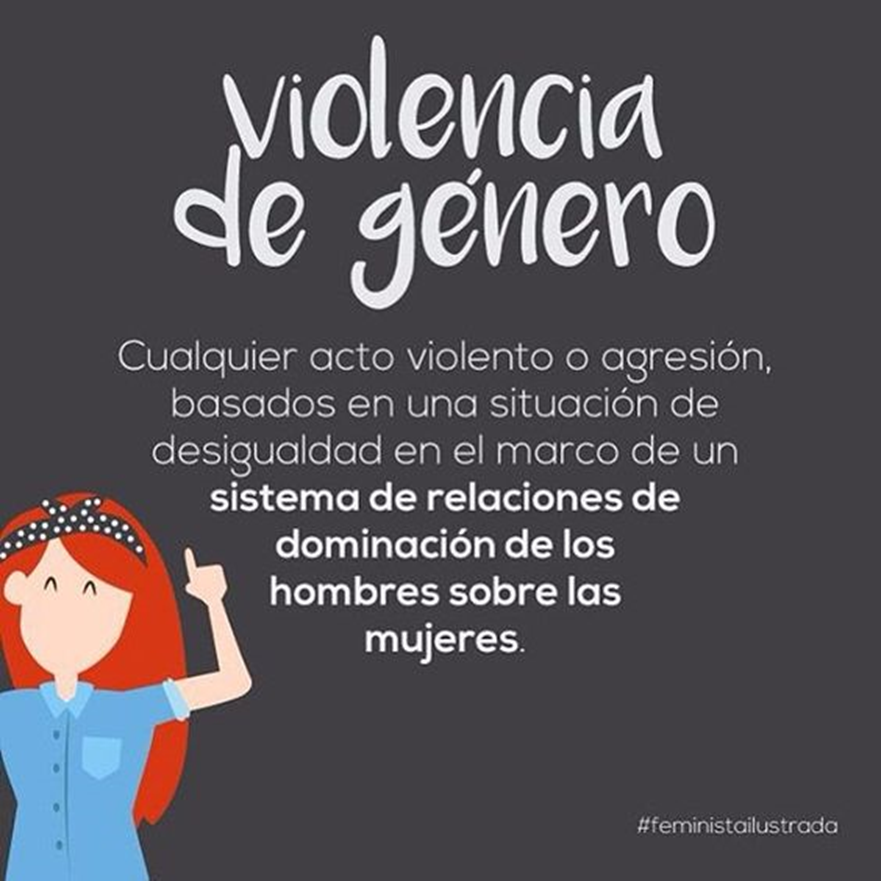 violencia
de género
Cualquier acto violento o agresión,
basados en una situación de
desigualdad en el marco de un
sistema de relaciones de
dominación de los
hombres sobre las
mujeres.
#feministailustrada